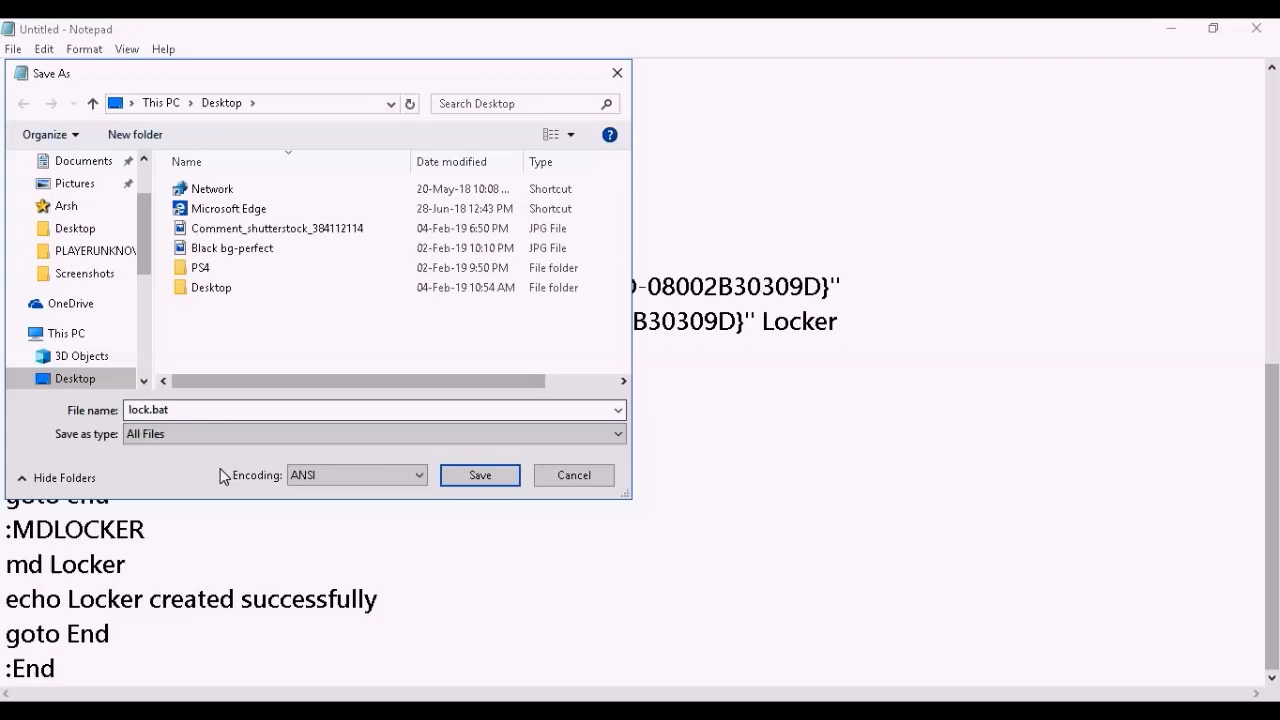 Untitled - Notepad
File Edit Format View Help
Save As
This PC Desktop
Search Desktop
Organize New folder
Documents
Pictures
Arsh
Desktop
PLAYERUNKNO
Screenshots
OneDrive
This PC
3D Objects
Desktop
Name Date modified Type
Network 20-May-18 10:08 ... Shortcut
Microsoft Edge 28-Jun-18 12:43 PM Shortcut
Comment_shutterstock_384112114 04-Feb-19 6:50 PM JPG File
Black bg-perfect 02-Feb-19 10:10 PM JPG File
PS4 02-Feb-19 9:50 PM File folder
Desktop 04-Feb-19 10:54 AM File folder
File name: lock.bat
Save as type: All Files
Hide Folders Encoding: ANSI Save Cancel
-08002B30309D}"
B30309D}" Locker
goto end
:MDLOCKER
md Locker
echo Locker created successfully
goto End
:End